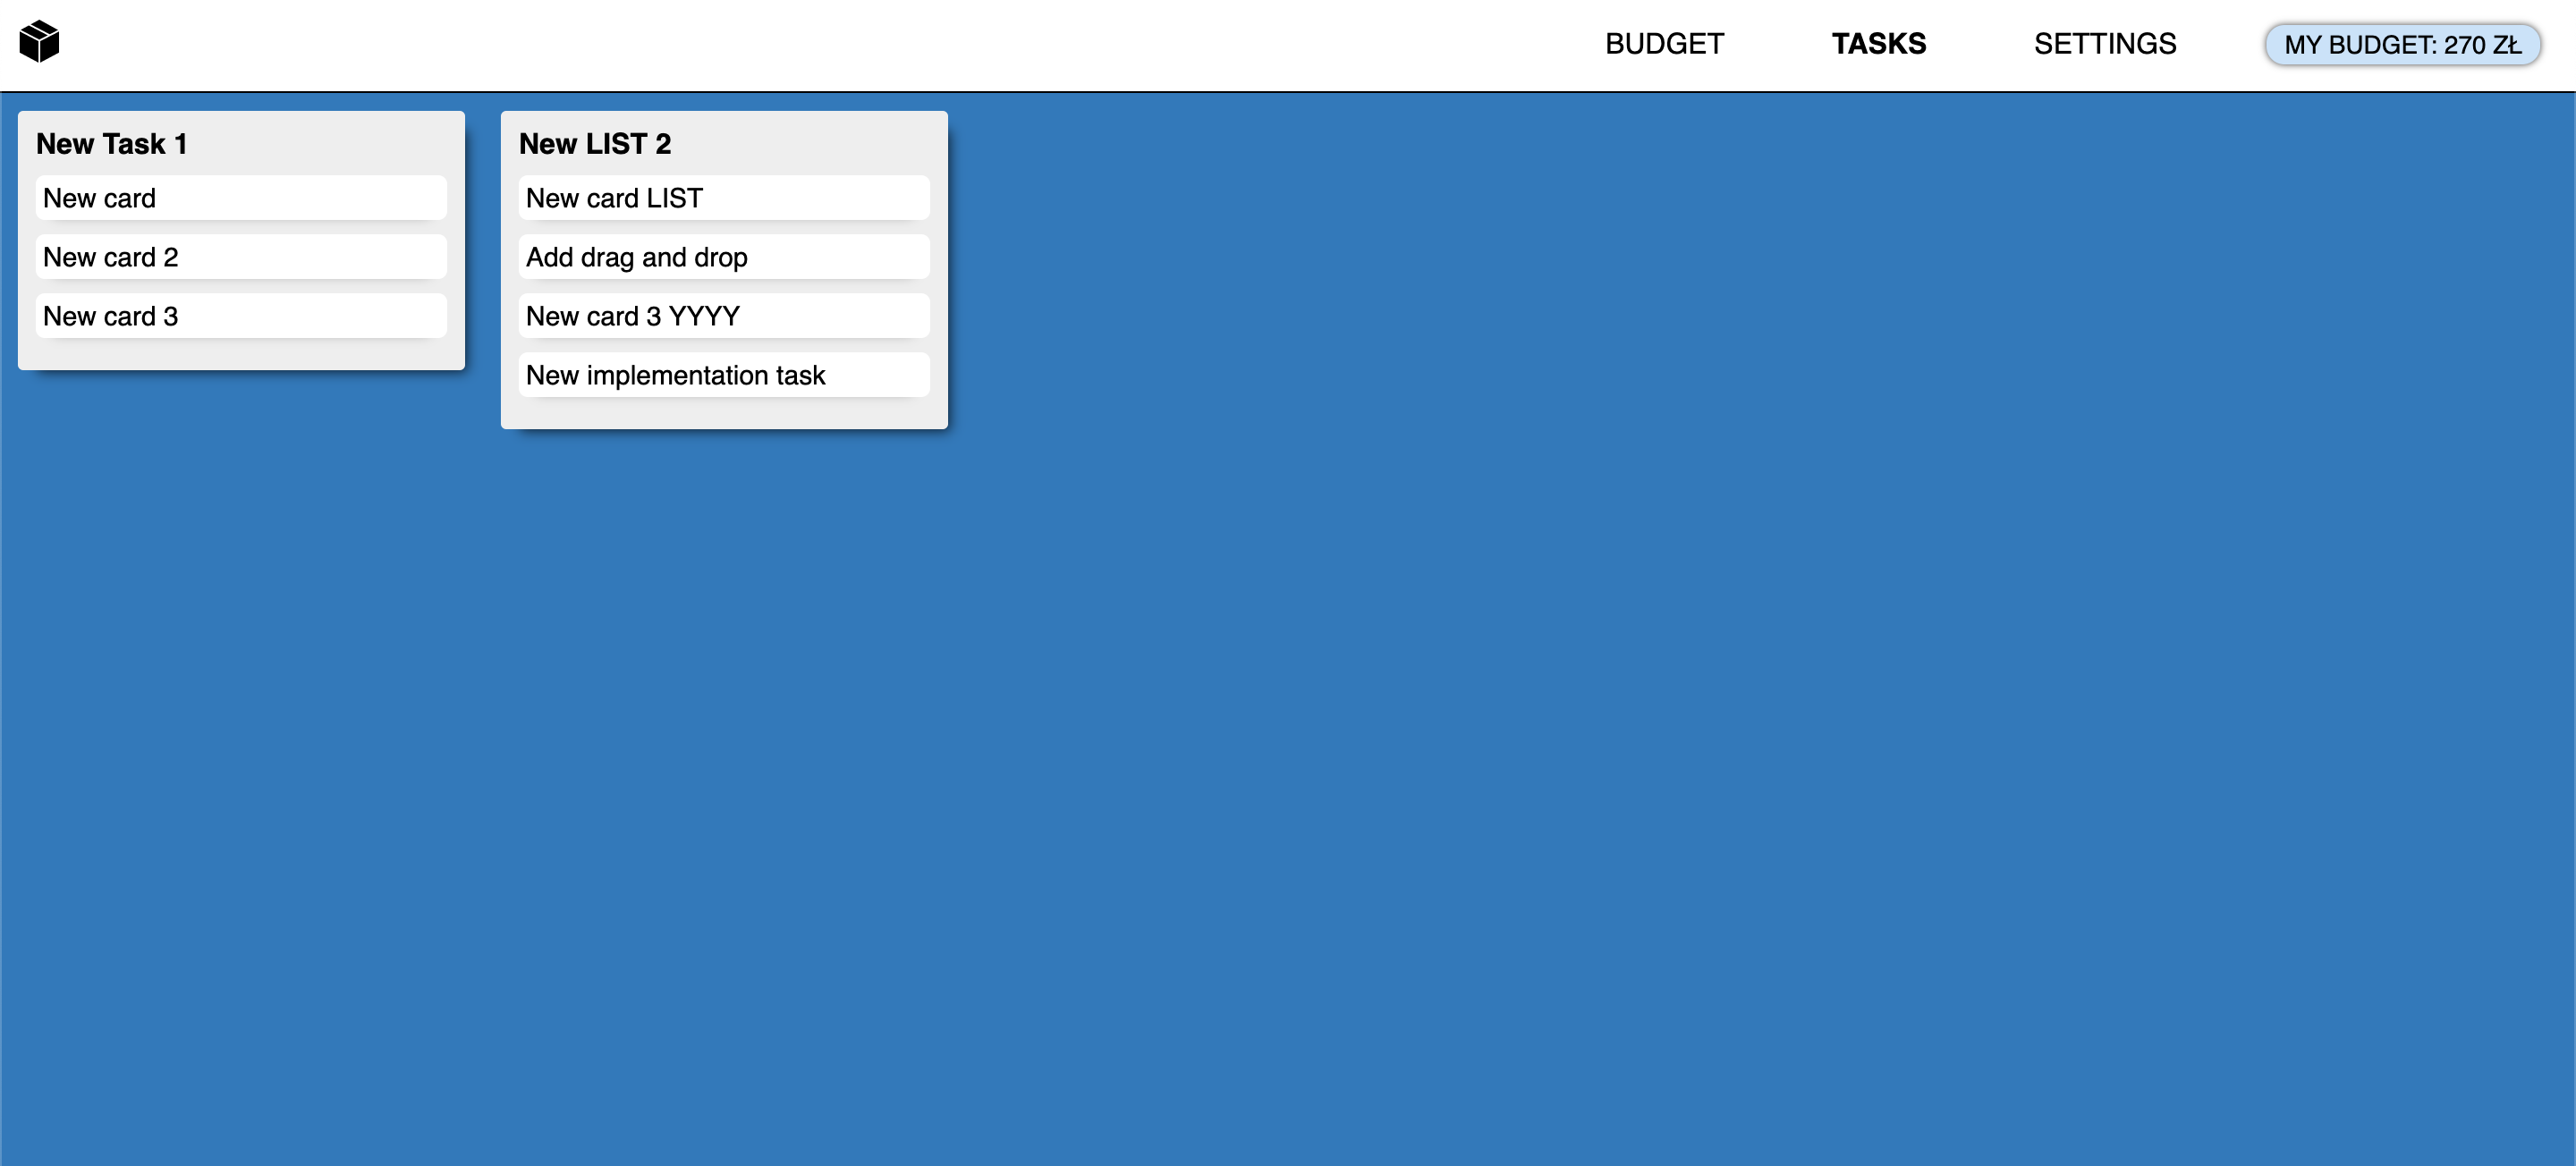 BUDGET
TASKS
SETTINGS
MY BUDGET: 270 ZŁ
New Task 1
New card
New card 2
New card 3
New LIST 2
New card LIST
Add drag and drop
New card 3 YYYY
New implementation task